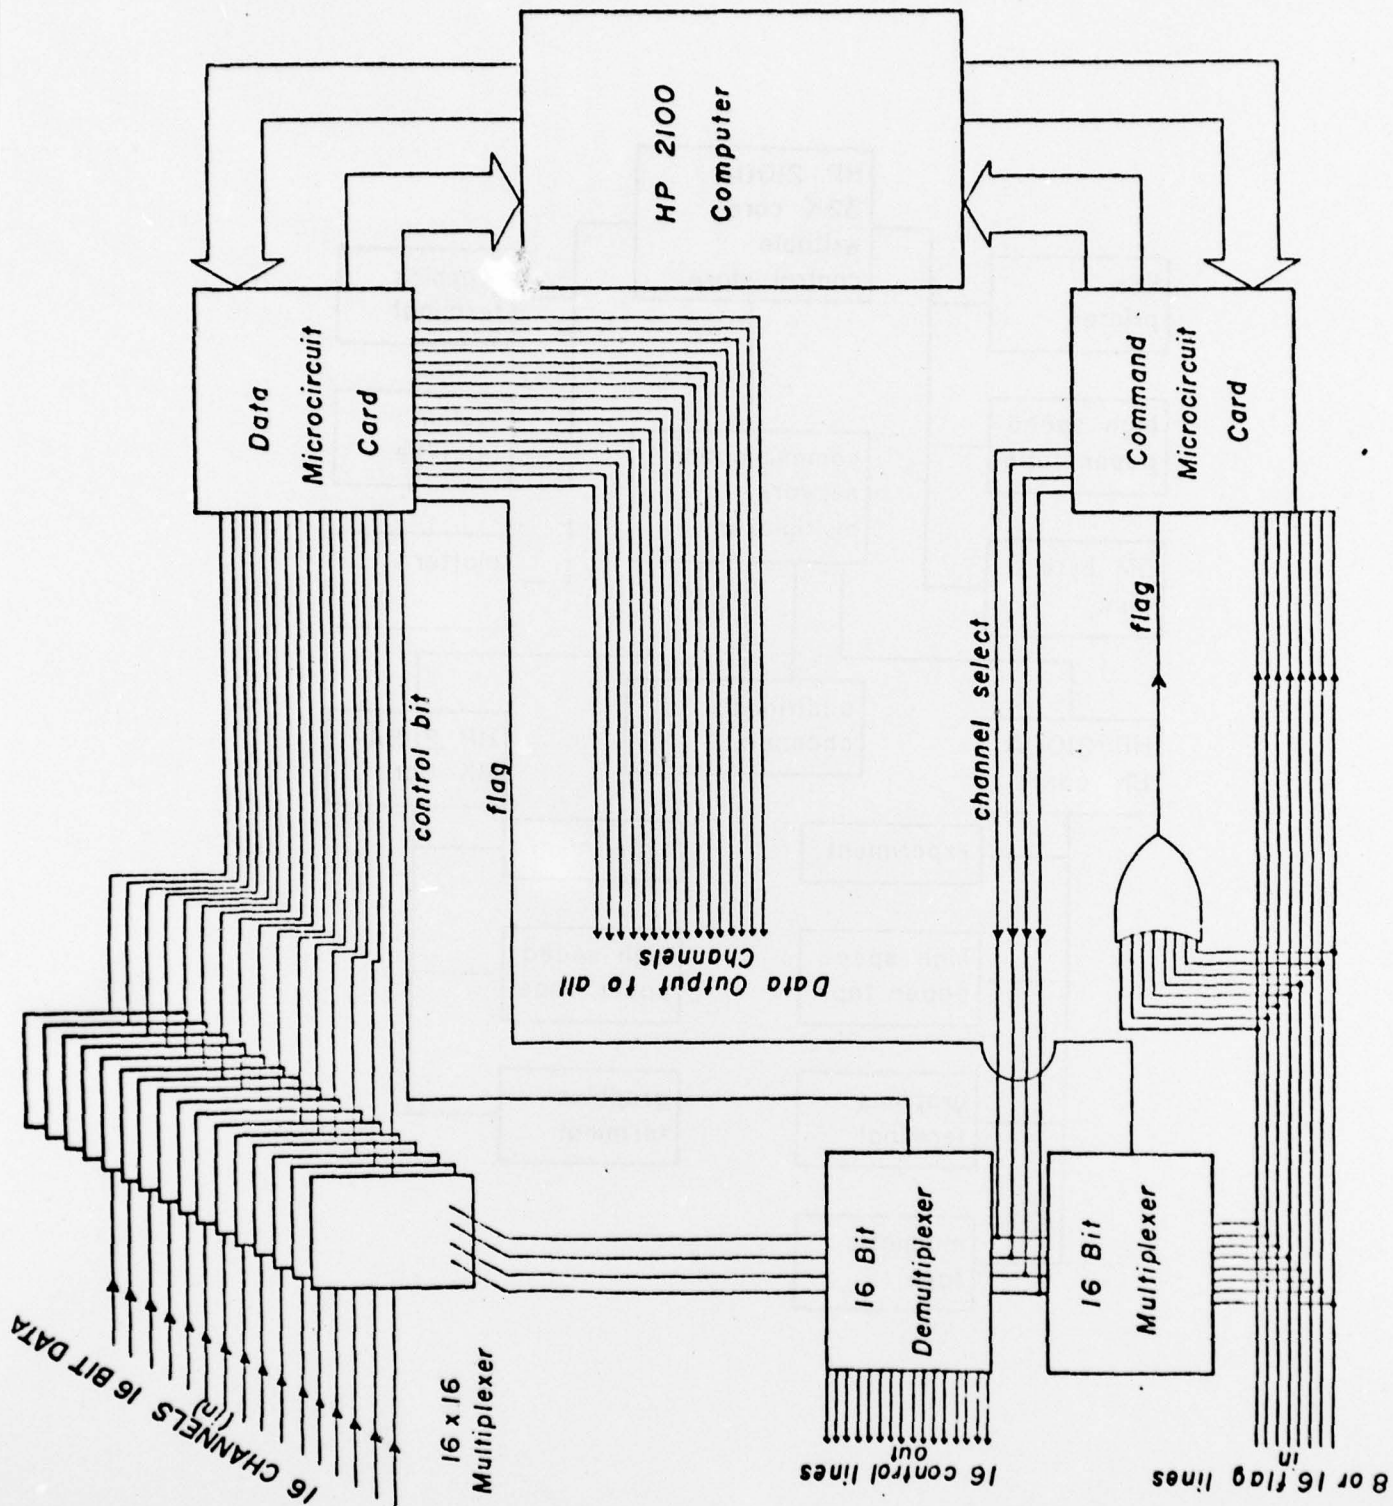 HP 2100
Computer
Data
Microcircuit
Card
Command
Microcircuit
Card
control bit
flag
channel select
flag
Data Output to all
Channels
16 CHANNELS 16 BIT DATA
(in)
16 x 16
Multiplexer
16 Bit
Demultiplexer
16 Bit
Multiplexer
16 control lines
out
8 or 16 flag lines
in